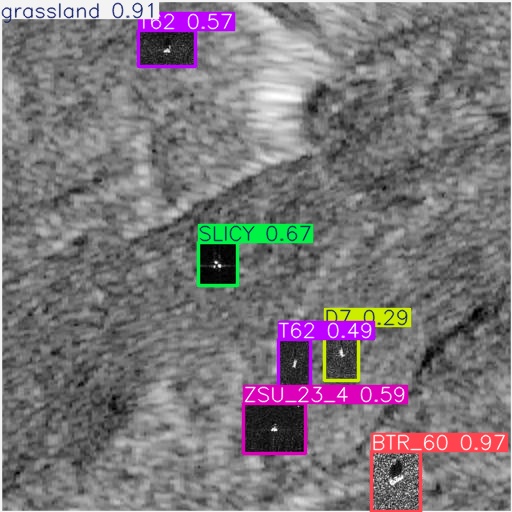 grassland 0.91
T62 0.57
SLICY 0.67
D7 0.29
T62 0.49
ZSU_23_4 0.59
BTR_60 0.97